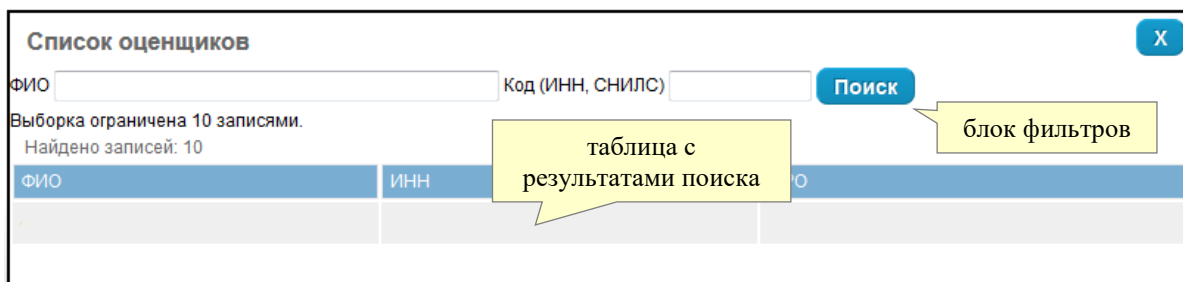 Список оценщиков
X
ФИО
Код (ИНН, СНИЛС)
Поиск
Выборка ограничена 10 записями.
блок фильтров
Найдено записей: 10
таблица с
результатами поиска
ФИО
ИНН